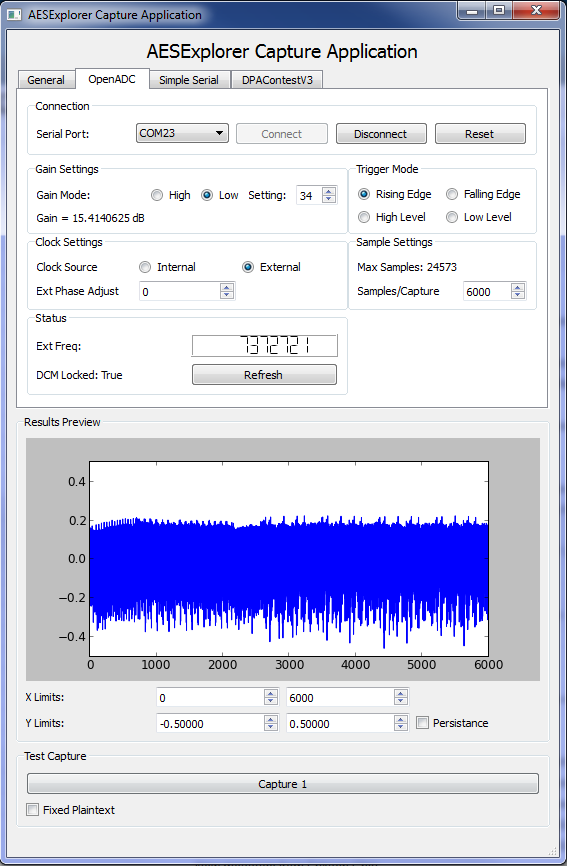 AESExplorer Capture Application
AESExplorer Capture Application
General OpenADC Simple Serial DPAContestV3
Connection
Serial Port: COM23 Connect Disconnect Reset
Gain Settings Trigger Mode
Gain Mode: High Low Setting: 34 Rising Edge Falling Edge
Gain = 15.4140625 dB High Level Low Level
Clock Settings Sample Settings
Clock Source Internal External Max Samples: 24573
Ext Phase Adjust 0 Samples/Capture 6000
Status
Ext Freq: 7372721
DCM Locked: True Refresh
Results Preview
0.4
0.2
0.0
−0.2
−0.4
0 1000 2000 3000 4000 5000 6000
X Limits: 0 6000
Y Limits: -0.50000 0.50000 Persistance
Test Capture
Capture 1
Fixed Plaintext